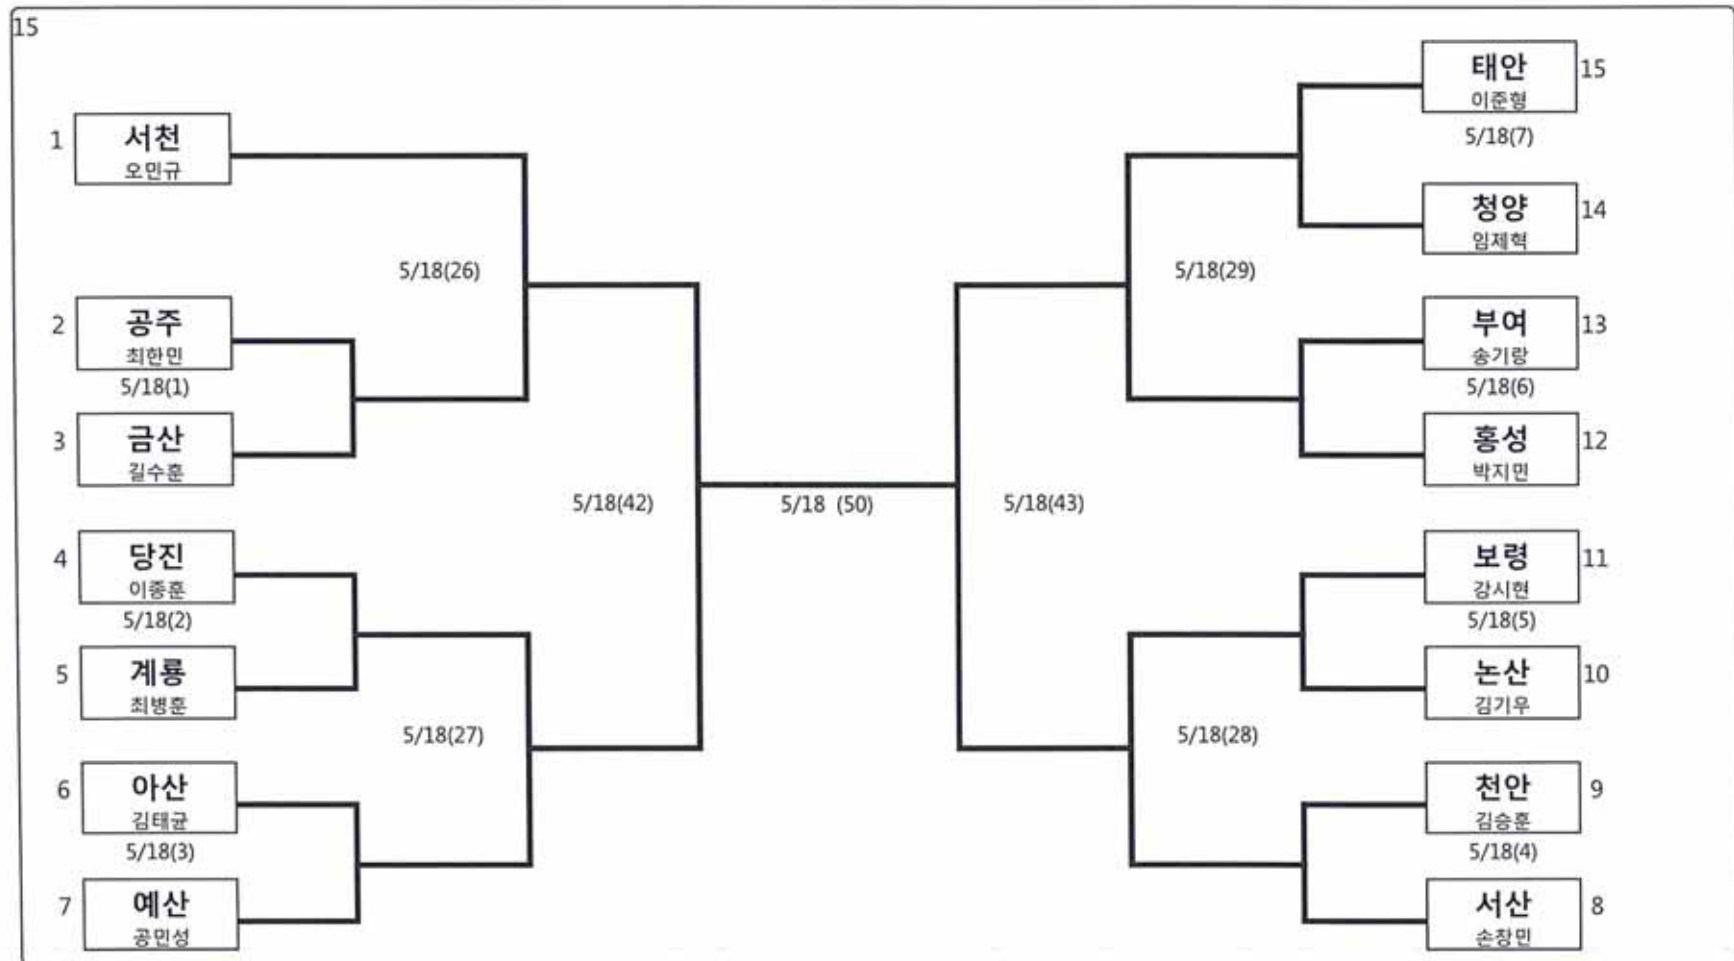 15
1
서천
오민규
2
공주
최한민
5/18(1)
3
금산
길수훈
4
당진
이종훈
5/18(2)
5
계룡
최병훈
6
아산
김태균
5/18(3)
7
예산
공민성
5/18(26)
5/18(27)
5/18(42)
5/18 (50)
5/18(43)
5/18(29)
5/18(28)
태안
15
이준형
5/18(7)
청양
14
임제혁
부여
13
송기랑
5/18(6)
홍성
12
박지민
보령
11
강시현
5/18(5)
논산
10
김기우
천안
9
김승훈
5/18(4)
서산
8
손창민